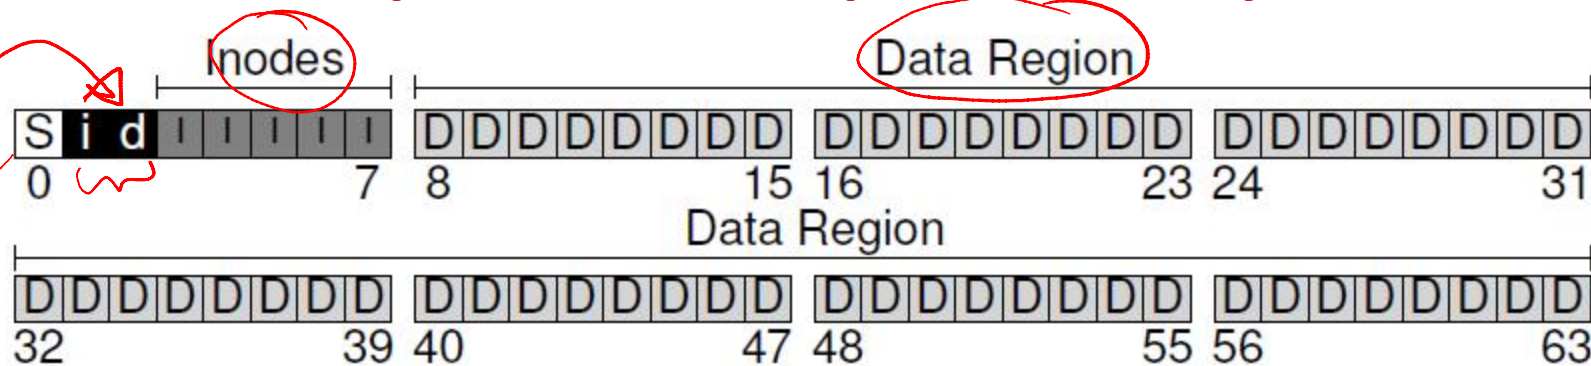 Inodes Data Region
S i d I I I I I D D D D D D D D D D D D D D D D D D D D D D D D
0 7 8 15 16 23 24 31
Data Region
D D D D D D D D D D D D D D D D D D D D D D D D D D D D D D D D
32 39 40 47 48 55 56 63